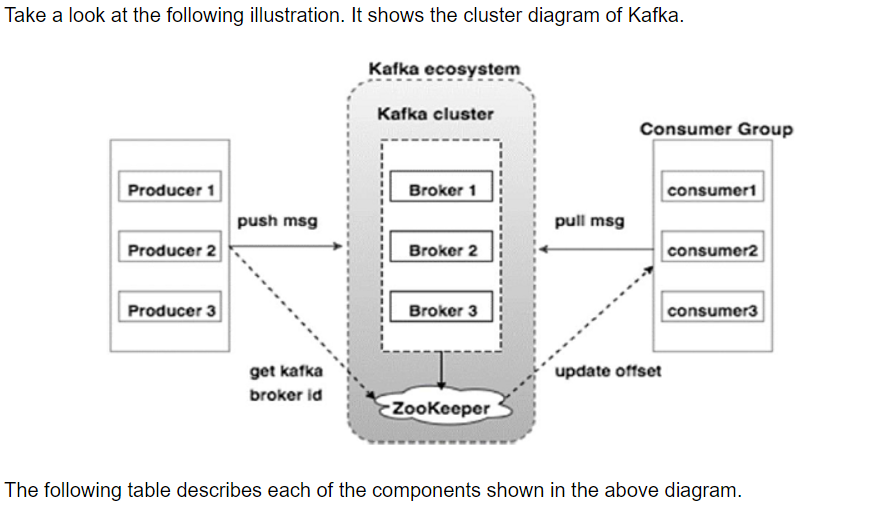 Take a look at the following illustration. It shows the cluster diagram of Kafka.
Kafka ecosystem
Kafka cluster
Consumer Group
Producer 1
Broker 1
consumer1
push msg
pull msg
Producer 2
Broker 2
consumer2
Producer 3
Broker 3
consumer3
get kafka
broker id
update offset
ZooKeeper
The following table describes each of the components shown in the above diagram.